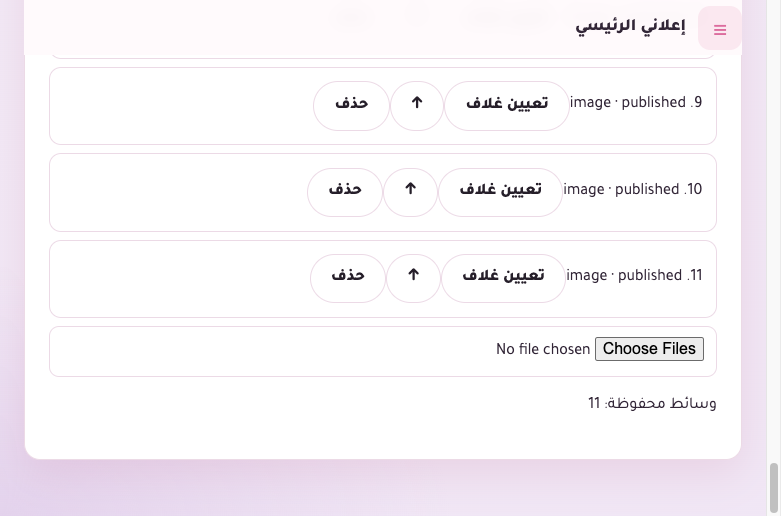 إعلاني الرئيسي
9. image · published تعيين غلاف ↑ حذف
10. image · published تعيين غلاف ↑ حذف
11. image · published تعيين غلاف ↑ حذف
Choose Files No file chosen
وسائط محفوظة: 11